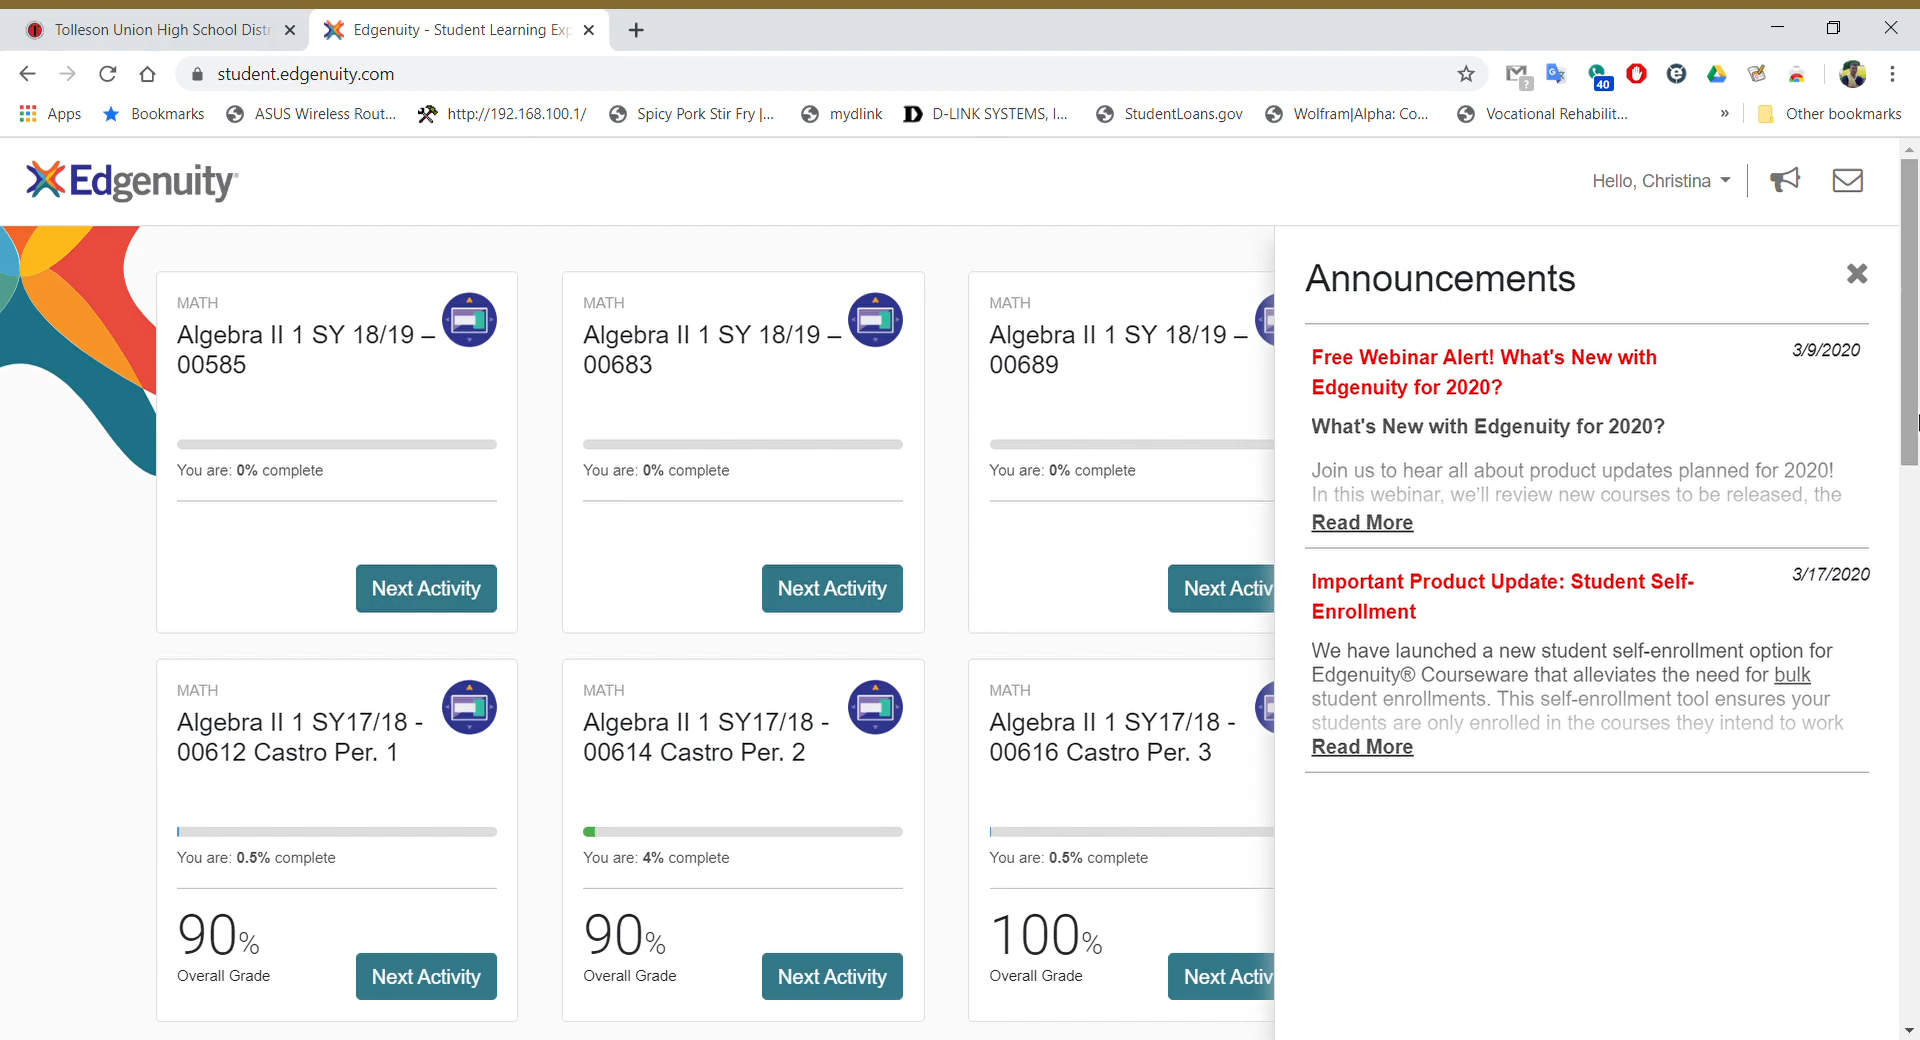 Tolleson Union High School Distr
Edgenuity - Student Learning Exp
student.edgenuity.com
40
Apps
Bookmarks
ASUS Wireless Rout...
http://192.168.100.1/
Spicy Pork Stir Fry |...
mydlink
D-LINK SYSTEMS, I...
StudentLoans.gov
Wolfram|Alpha: Co...
Vocational Rehabilit...
»
Other bookmarks
Edgenuity
Hello, Christina
MATH
Algebra II 1 SY 18/19 –
00585
You are: 0% complete
Next Activity
MATH
Algebra II 1 SY 18/19 –
00683
You are: 0% complete
Next Activity
MATH
Algebra II 1 SY 18/19 –
00689
You are: 0% complete
Next Activ
MATH
Algebra II 1 SY17/18 -
00612 Castro Per. 1
You are: 0.5% complete
90%
Overall Grade
Next Activity
MATH
Algebra II 1 SY17/18 -
00614 Castro Per. 2
You are: 4% complete
90%
Overall Grade
Next Activity
MATH
Algebra II 1 SY17/18 -
00616 Castro Per. 3
You are: 0.5% complete
100%
Overall Grade
Next Activ
Announcements
Free Webinar Alert! What's New with
Edgenuity for 2020?
3/9/2020
What's New with Edgenuity for 2020?
Join us to hear all about product updates planned for 2020!
In this webinar, we'll review new courses to be released, the
Read More
Important Product Update: Student Self-
Enrollment
3/17/2020
We have launched a new student self-enrollment option for
Edgenuity® Courseware that alleviates the need for bulk
student enrollments. This self-enrollment tool ensures your
students are only enrolled in the courses they intend to work
Read More